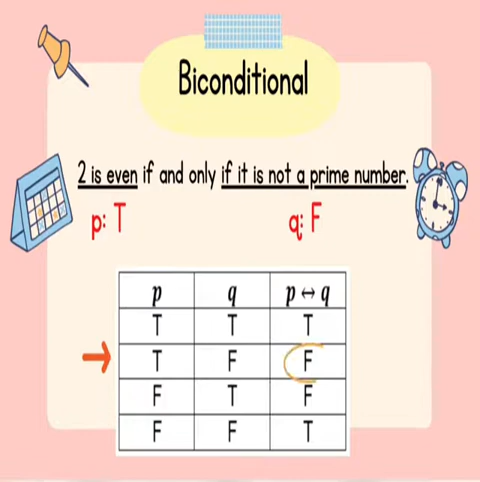 Biconditional
2 is even if and only if it is not a prime number.
p: T q: F
p q p ↔ q
T T T
T F F
F T F
F F T